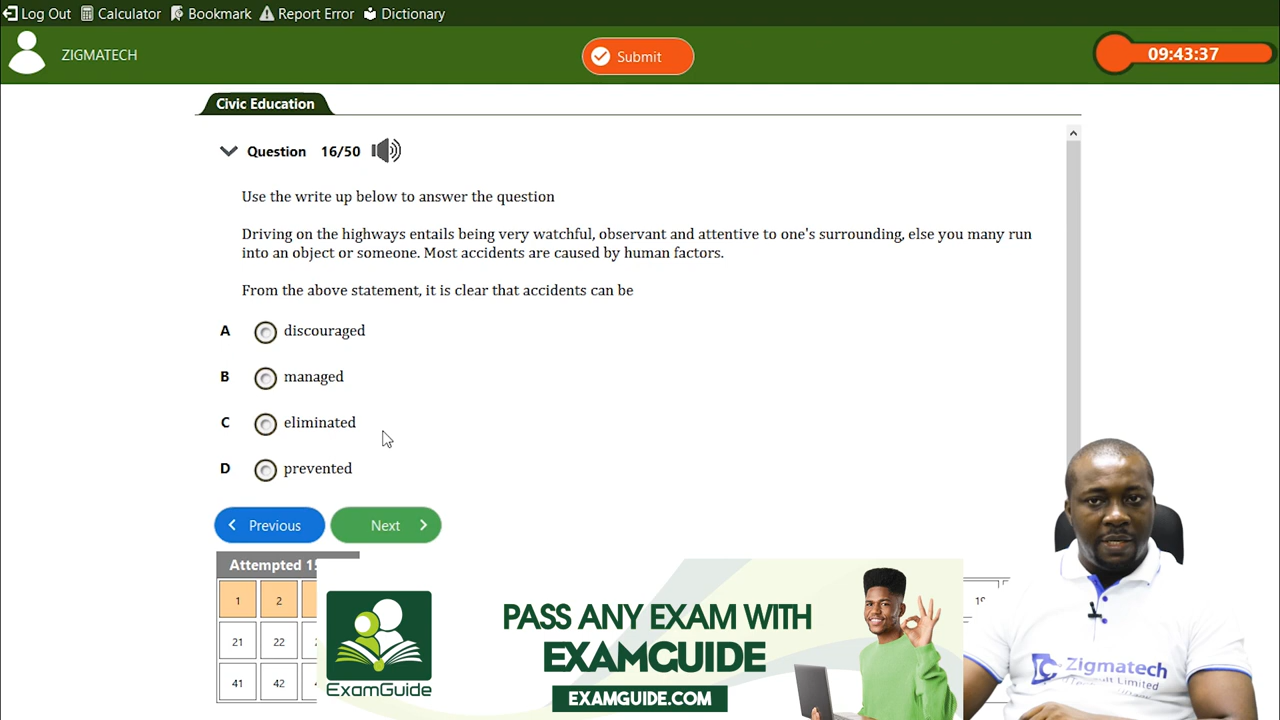 Log Out Calculator Bookmark Report Error Dictionary
ZIGMATECH
Submit
09:43:37
Civic Education
Question 16/50
Use the write up below to answer the question
Driving on the highways entails being very watchful, observant and attentive to one's surrounding, else you many run
into an object or someone. Most accidents are caused by human factors.
From the above statement, it is clear that accidents can be
A discouraged
B managed
C eliminated
D prevented
Previous Next
Attempted
1 2
21 22
41 42
PASS ANY EXAM WITH
EXAMGUIDE
EXAMGUIDE.COM
ExamGuide
Zigmatech
Limited